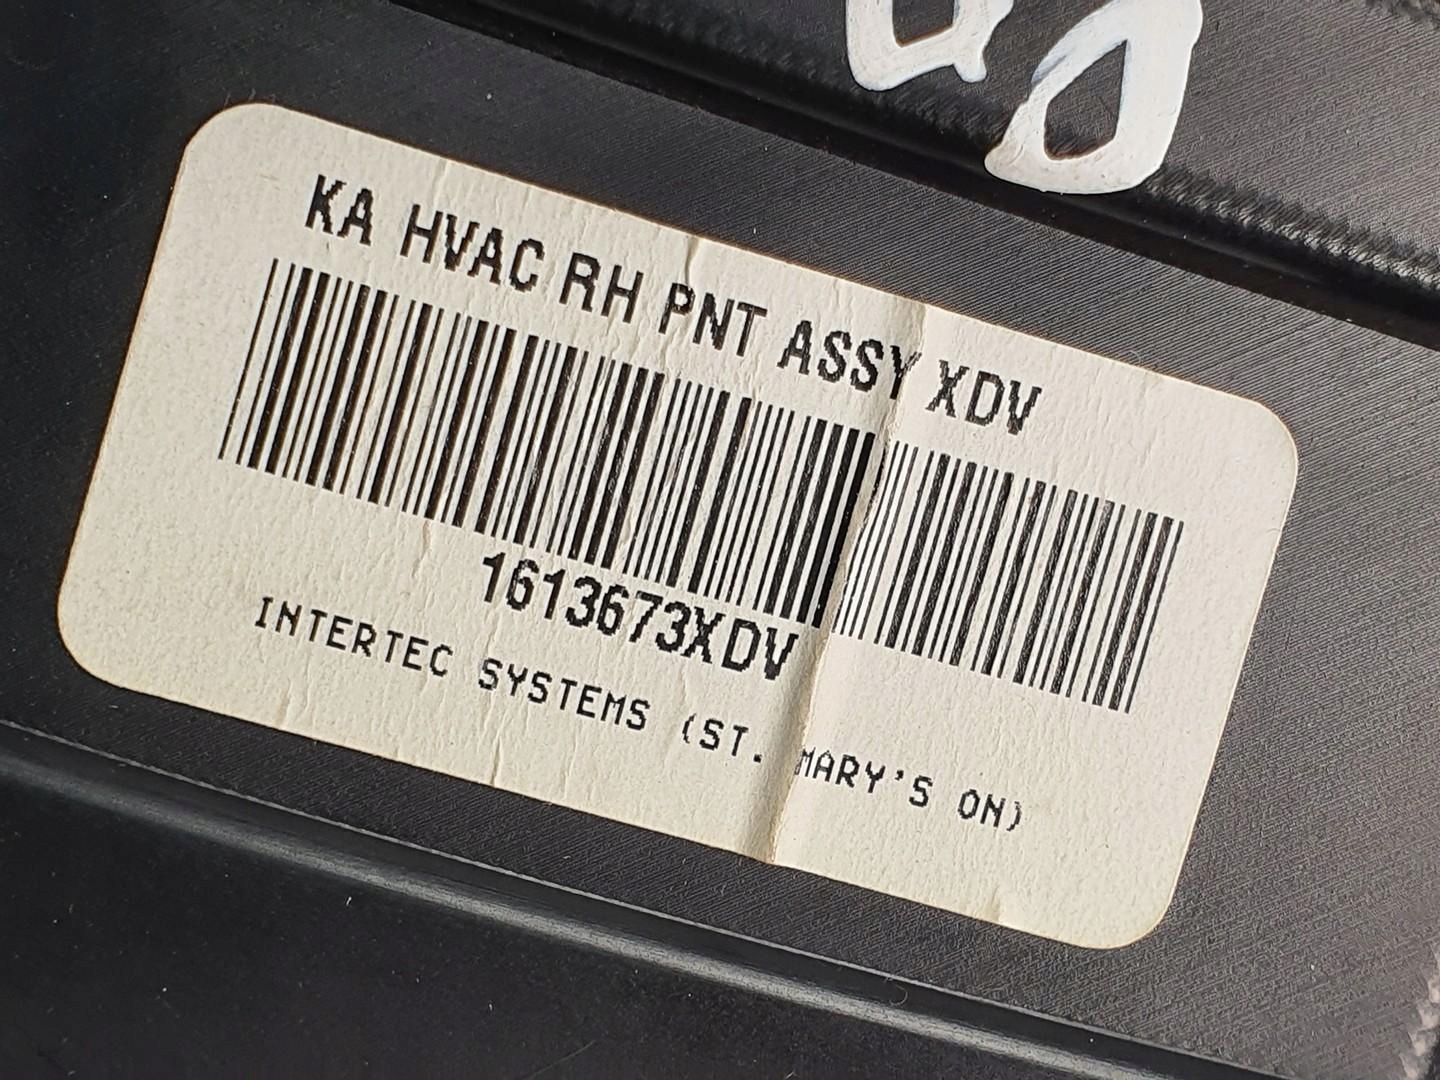 KA HVAC RH PNT ASSY XDV
1613673XDV
INTERTEC SYSTEMS (ST. MARY'S ON)